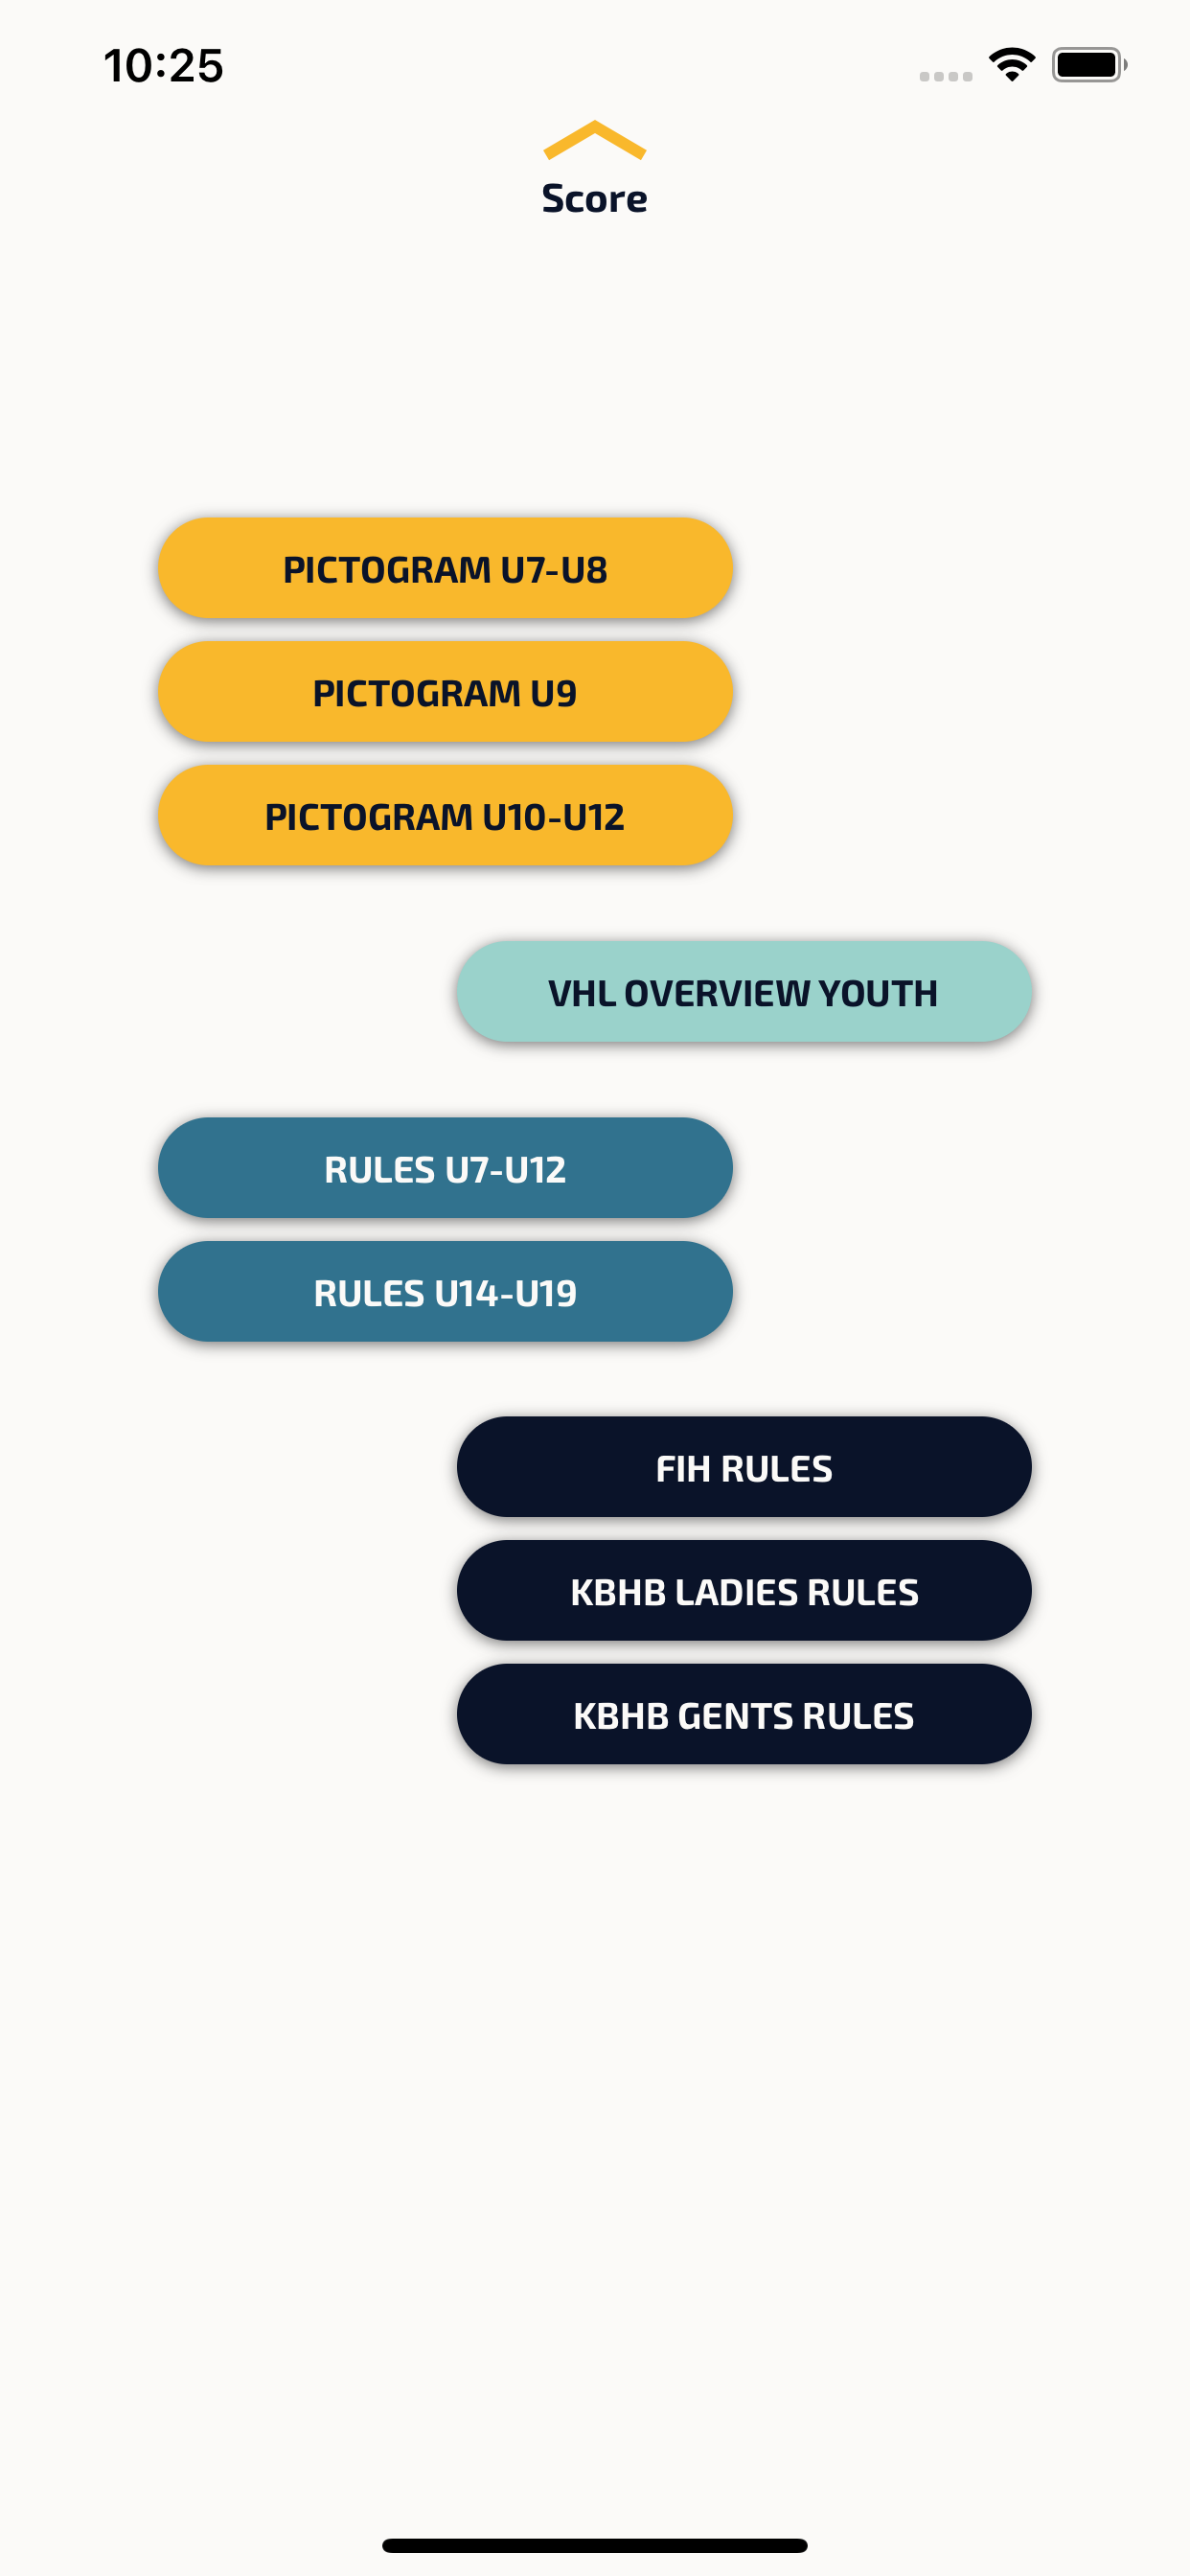 10:25
Score
PICTOGRAM U7-U8
PICTOGRAM U9
PICTOGRAM U10-U12
VHL OVERVIEW YOUTH
RULES U7-U12
RULES U14-U19
FIH RULES
KBHB LADIES RULES
KBHB GENTS RULES